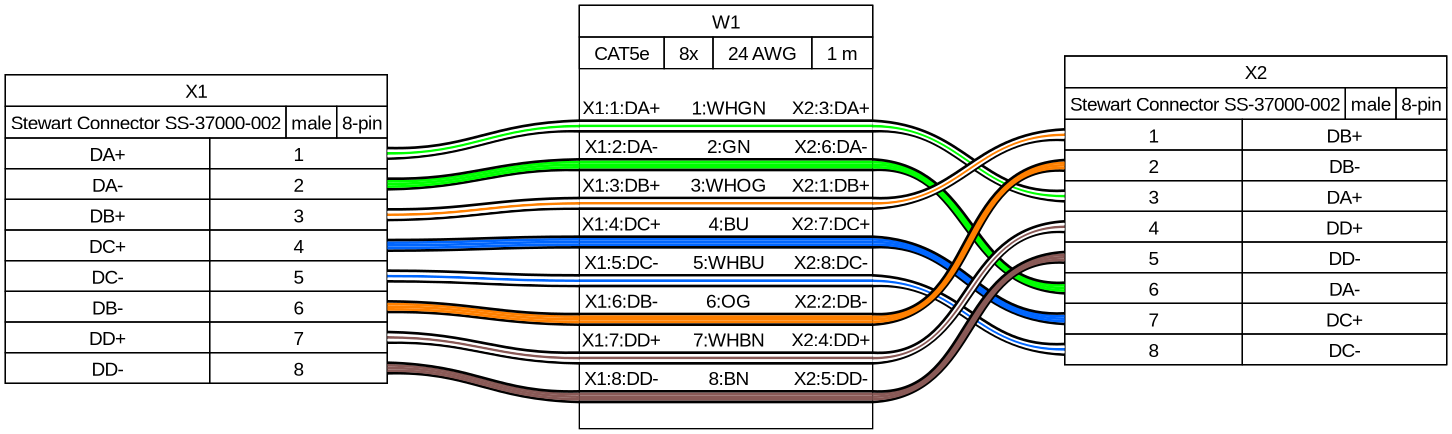 X1
Stewart Connector SS-37000-002 male 8-pin
DA+ 1
DA- 2
DB+ 3
DC+ 4
DC- 5
DB- 6
DD+ 7
DD- 8
W1
CAT5e 8x 24 AWG 1 m
X1:1:DA+ 1:WHGN X2:3:DA+
X1:2:DA- 2:GN X2:6:DA-
X1:3:DB+ 3:WHOG X2:1:DB+
X1:4:DC+ 4:BU X2:7:DC+
X1:5:DC- 5:WHBU X2:8:DC-
X1:6:DB- 6:OG X2:2:DB-
X1:7:DD+ 7:WHBN X2:4:DD+
X1:8:DD- 8:BN X2:5:DD-
X2
Stewart Connector SS-37000-002 male 8-pin
1 DB+
2 DB-
3 DA+
4 DD+
5 DD-
6 DA-
7 DC+
8 DC-